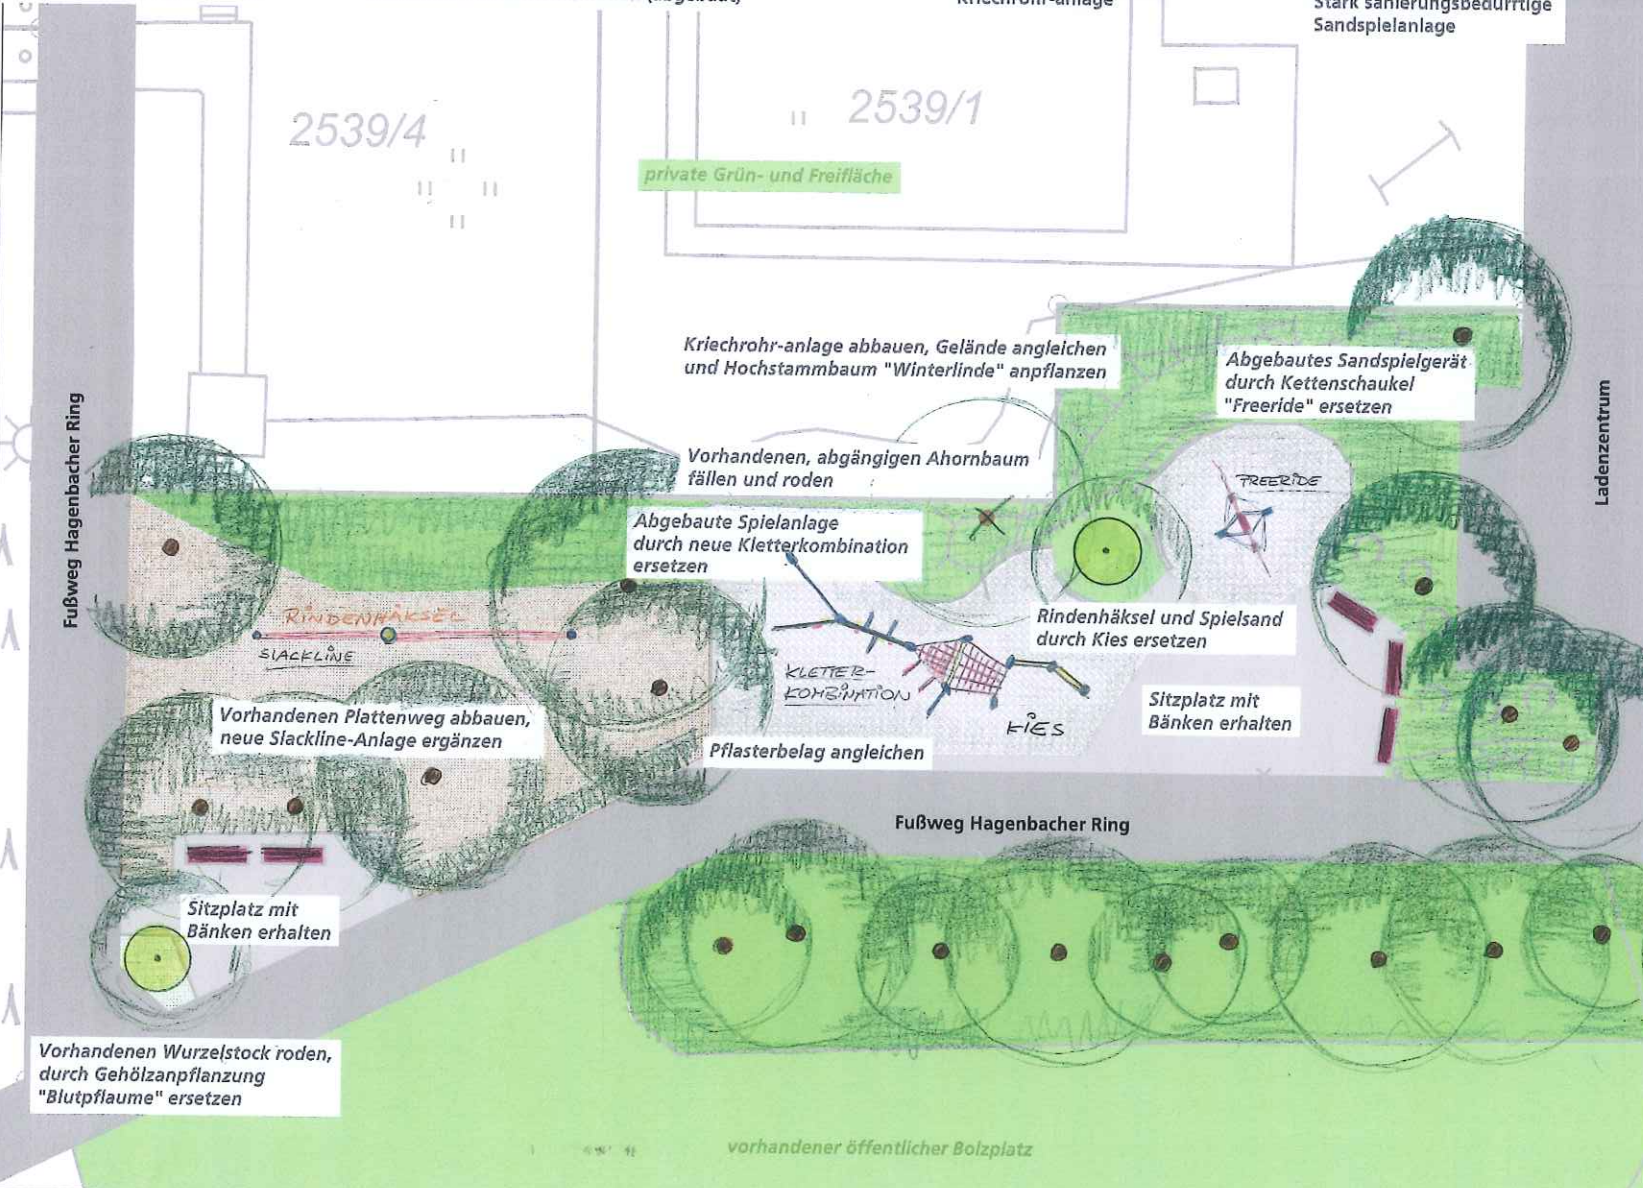 Kriechrohr-anlage
Stark sanierungsbedürftige
Sandspielanlage
2539/4
2539/1
private Grün- und Freifläche
Kriechrohr-anlage abbauen, Gelände angleichen
und Hochstammbaum "Winterlinde" anpflanzen
Abgebautes Sandspielgerät
durch Kettenschaukel
"Freeride" ersetzen
Fußweg Hagenbacher Ring
Ladenzentrum
Vorhandenen, abgängigen Ahornbaum
fällen und roden
FREERIDE
Abgebaute Spielanlage
durch neue Kletterkombination
ersetzen
RINDENHÄKSEL
SLACKLINE
Rindenhäksel und Spielsand
durch Kies ersetzen
KLETTER-
KOMBINATION
KIES
Sitzplatz mit
Bänken erhalten
Vorhandenen Plattenweg abbauen,
neue Slackline-Anlage ergänzen
Pflasterbelag angleichen
Fußweg Hagenbacher Ring
Sitzplatz mit
Bänken erhalten
Vorhandenen Wurzelstock roden,
durch Gehölzanpflanzung
"Blutpflaume" ersetzen
vorhandener öffentlicher Bolzplatz